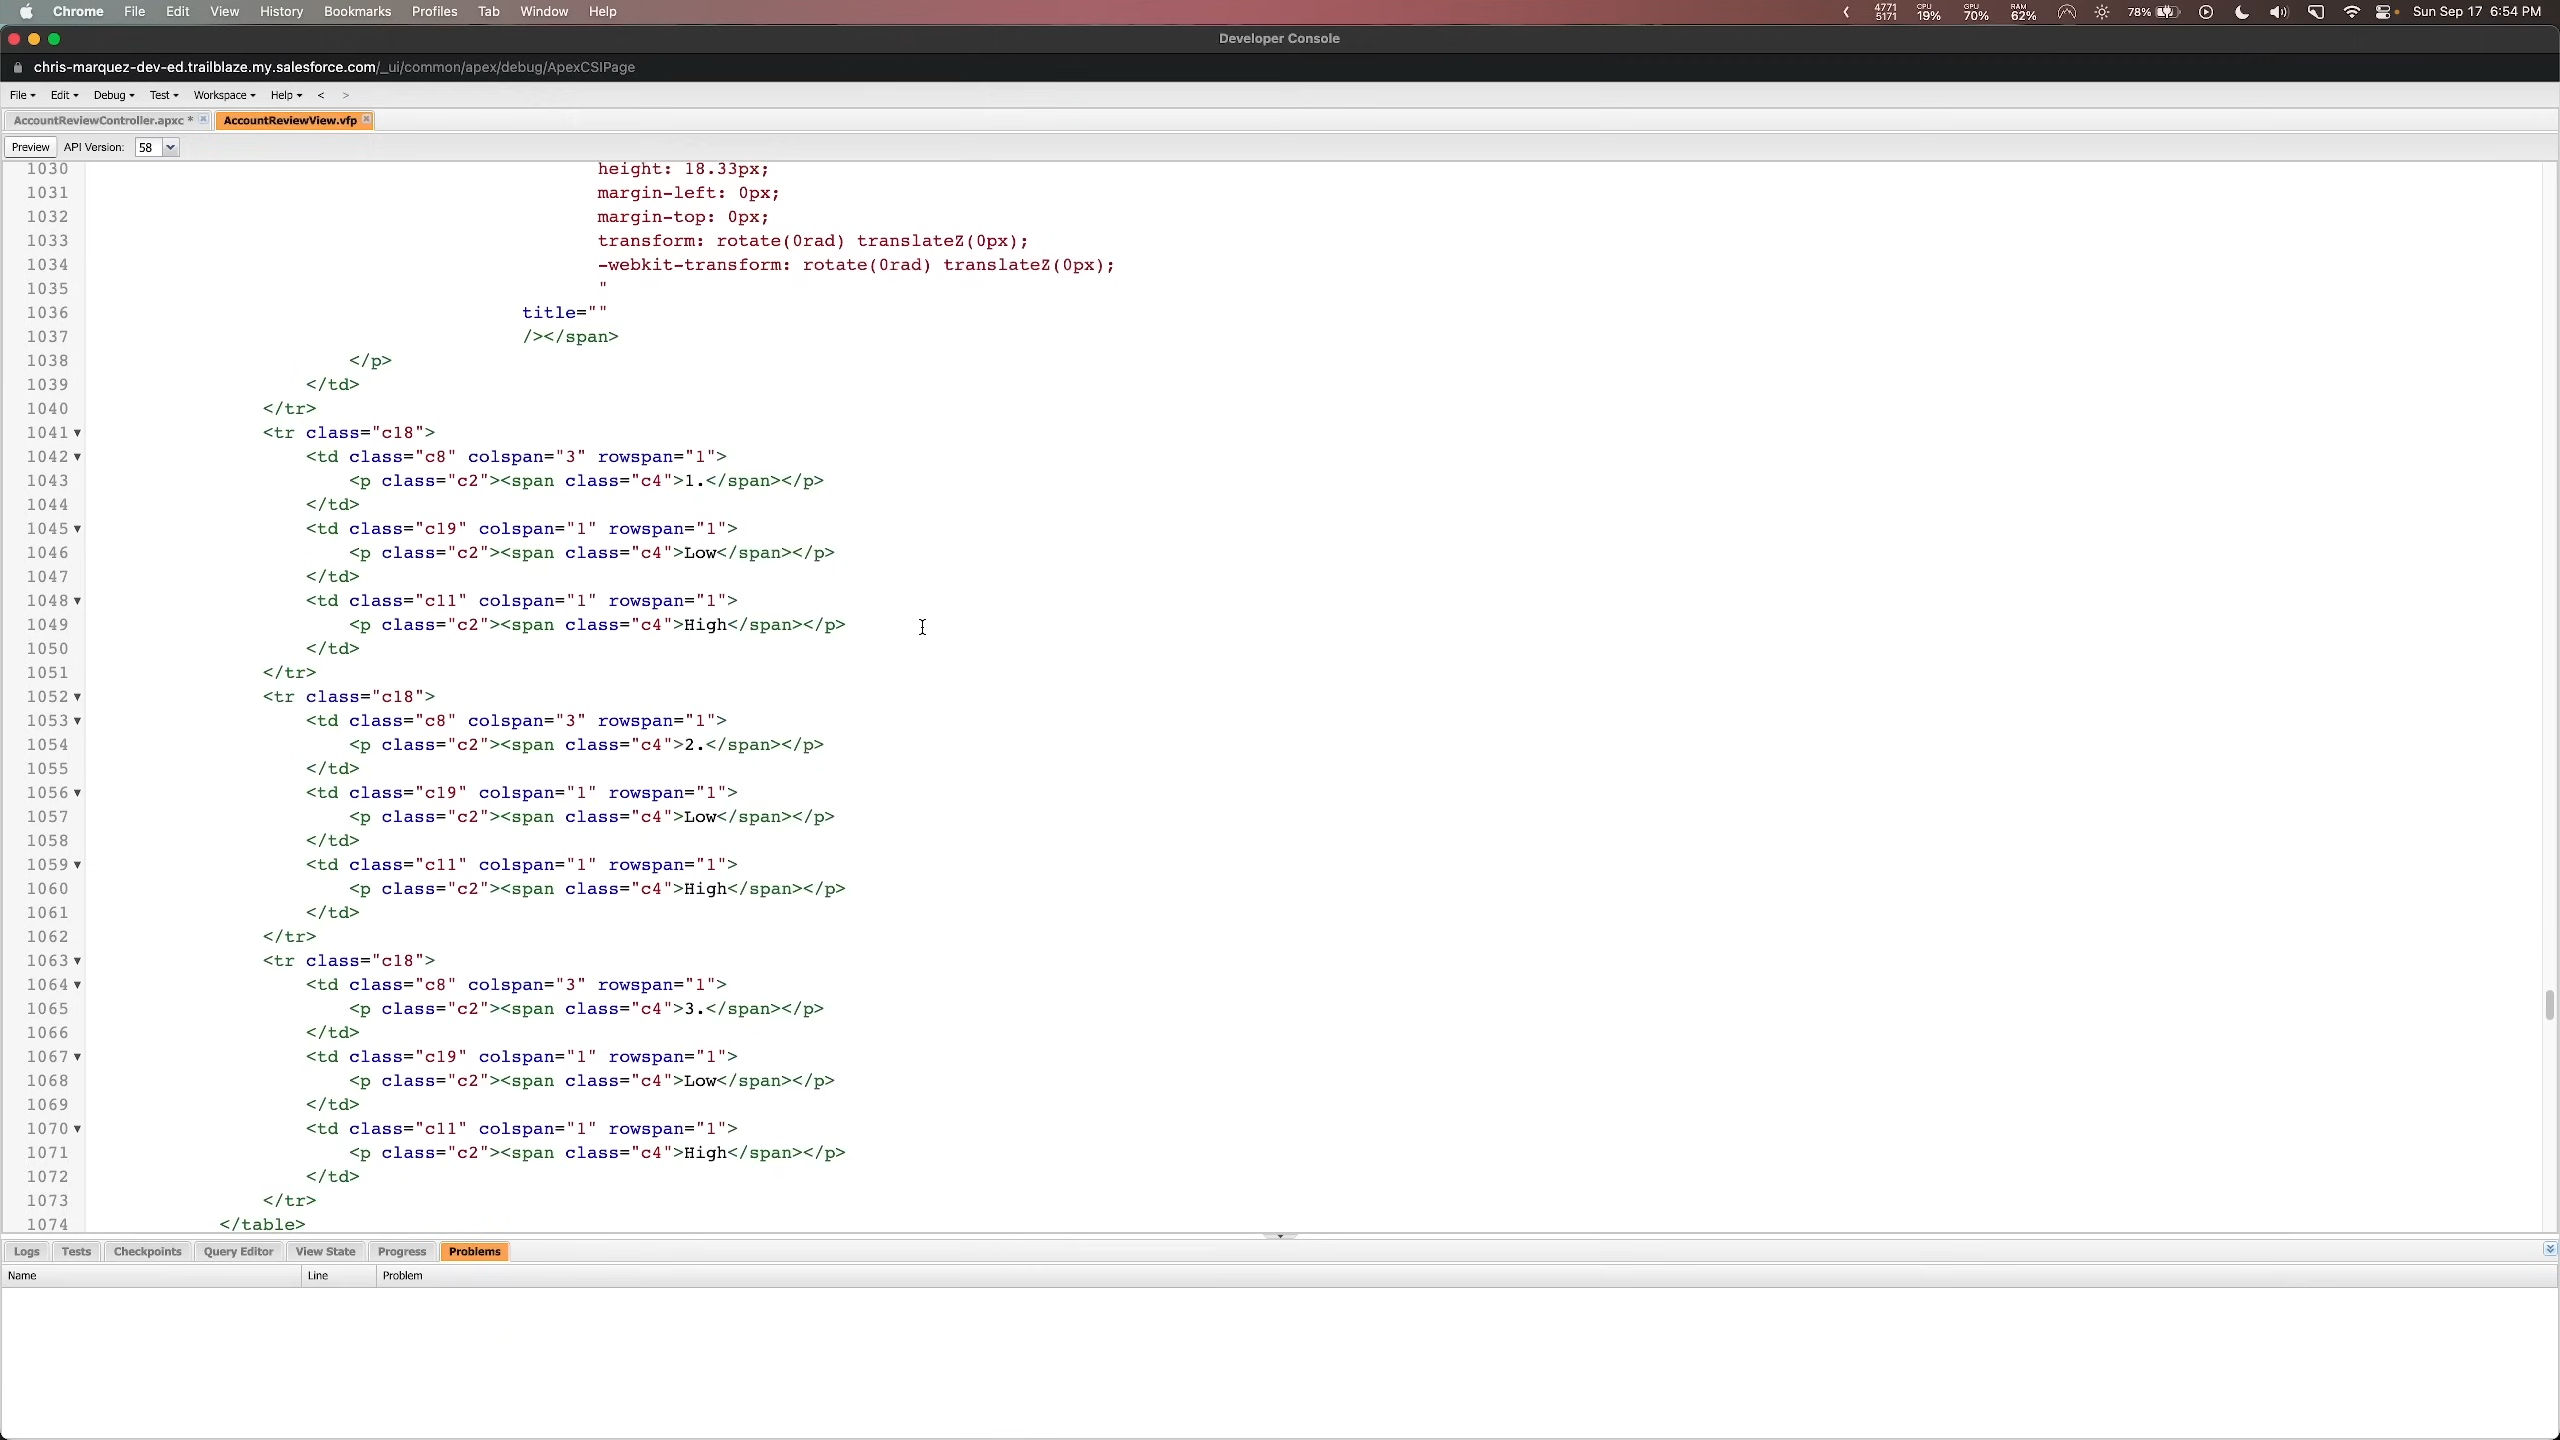 Chrome File Edit View History Bookmarks Profiles Tab Window Help 4771 5171 CPU 19% GPU 70% RAM 62% 78% Sun Sep 17 6:54 PM
Developer Console
chris-marquez-dev-ed.trailblaze.my.salesforce.com/_ui/common/apex/debug/ApexCSIPage
File Edit Debug Test Workspace Help < >
AccountReviewController.apxc * AccountReviewView.vfp
Preview API Version: 58
1030 height: 18.33px;
1031 margin-left: 0px;
1032 margin-top: 0px;
1033 transform: rotate(0rad) translateZ(0px);
1034 -webkit-transform: rotate(0rad) translateZ(0px);
1035 "
1036 title=""
1037 /></span>
1038 </p>
1039 </td>
1040 </tr>
1041 <tr class="c18">
1042 <td class="c8" colspan="3" rowspan="1">
1043 <p class="c2"><span class="c4">1.</span></p>
1044 </td>
1045 <td class="c19" colspan="1" rowspan="1">
1046 <p class="c2"><span class="c4">Low</span></p>
1047 </td>
1048 <td class="c11" colspan="1" rowspan="1">
1049 <p class="c2"><span class="c4">High</span></p>
1050 </td>
1051 </tr>
1052 <tr class="c18">
1053 <td class="c8" colspan="3" rowspan="1">
1054 <p class="c2"><span class="c4">2.</span></p>
1055 </td>
1056 <td class="c19" colspan="1" rowspan="1">
1057 <p class="c2"><span class="c4">Low</span></p>
1058 </td>
1059 <td class="c11" colspan="1" rowspan="1">
1060 <p class="c2"><span class="c4">High</span></p>
1061 </td>
1062 </tr>
1063 <tr class="c18">
1064 <td class="c8" colspan="3" rowspan="1">
1065 <p class="c2"><span class="c4">3.</span></p>
1066 </td>
1067 <td class="c19" colspan="1" rowspan="1">
1068 <p class="c2"><span class="c4">Low</span></p>
1069 </td>
1070 <td class="c11" colspan="1" rowspan="1">
1071 <p class="c2"><span class="c4">High</span></p>
1072 </td>
1073 </tr>
1074 </table>
Logs Tests Checkpoints Query Editor View State Progress Problems
Name Line Problem